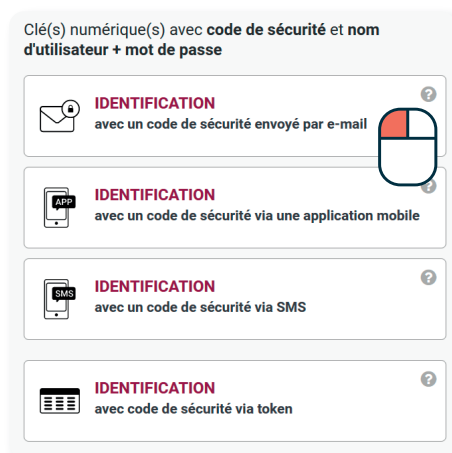 Clé(s) numérique(s) avec code de sécurité et nom
d'utilisateur + mot de passe
?
IDENTIFICATION
avec un code de sécurité envoyé par e-mail
?
APP
IDENTIFICATION
avec un code de sécurité via une application mobile
?
SMS
IDENTIFICATION
avec un code de sécurité via SMS
?
IDENTIFICATION
avec code de sécurité via token